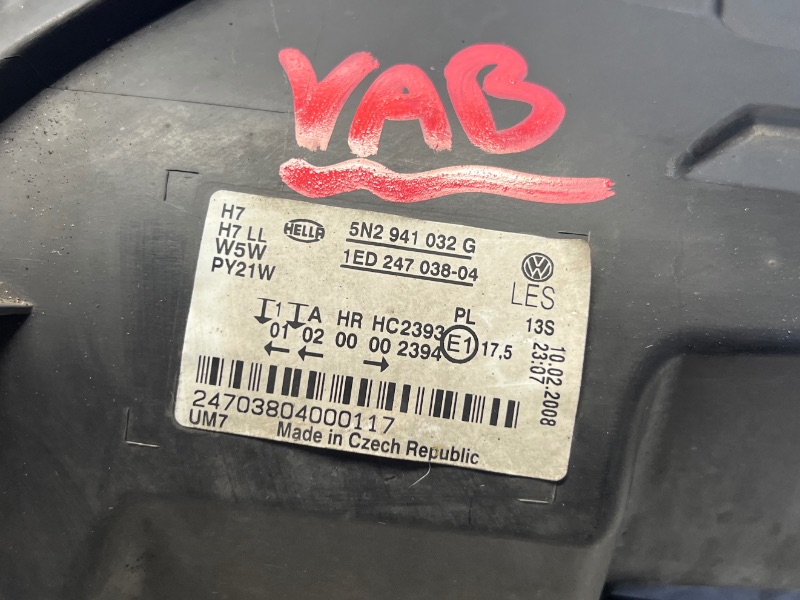 VAB
H7
H7 LL
W5W
PY21W
HELLA
5N2 941 032 G
1ED 247 038-04
LES
13S
10.02.2008
23:07
1 A HR HC2393 PL
01 02 00 00 2394 E1 17,5
24703804000117
UM7
Made in Czech Republic